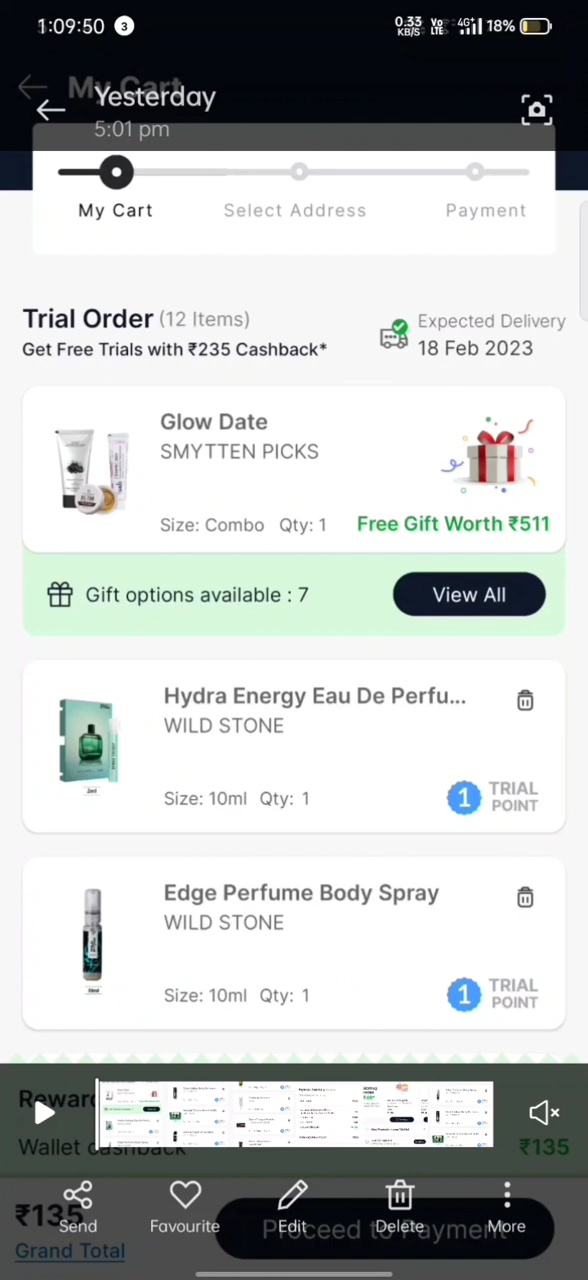 1:09:50 3 0.33 KB/S Vo LTE 4G+ 18%
My Cart
Yesterday
5:01 pm
My Cart Select Address Payment
Trial Order (12 Items)
Get Free Trials with ₹235 Cashback*
Expected Delivery
18 Feb 2023
Glow Date
SMYTTEN PICKS
Size: Combo Qty: 1 Free Gift Worth ₹511
Gift options available : 7 View All
Hydra Energy Eau De Perfu...
WILD STONE
Size: 10ml Qty: 1 1 TRIAL POINT
Edge Perfume Body Spray
WILD STONE
Size: 10ml Qty: 1 1 TRIAL POINT
Wallet cashback ₹135
₹135
Send Favourite Edit Delete More
Proceed to Payment
Grand Total